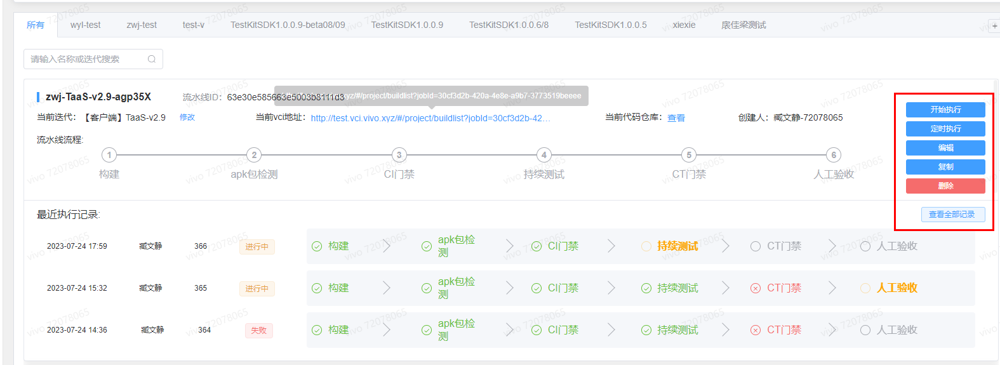 所有 wyl-test zwj-test test-v TestKitSDK1.0.0.9-beta08/09 TestKitSDK1.0.0.9 TestKitSDK1.0.0.6/8 TestKitSDK1.0.0.5 xiexie 扆佳梁测试 +
请输入名称或迭代搜索
zwj-TaaS-v2.9-agp35X 流水线ID: 63e30e585663e5003b8111d3
.xyz/#/project/buildlist?jobId=30cf3d2b-420a-4e8e-a9b7-3773519beeee
当前迭代: 【客户端】TaaS-v2.9 修改 当前vci地址: http://test.vci.vivo.xyz/#/project/buildlist?jobId=30cf3d2b-42... 当前代码仓库: 查看 创建人: 臧文静-72078065
流水线流程:
1 2 3 4 5 6
构建 apk包检测 CI门禁 持续测试 CT门禁 人工验收
开始执行
定时执行
编辑
复制
删除
最近执行记录: 查看全部记录
2023-07-24 17:59 臧文静 366 进行中 构建 apk包检测 CI门禁 持续测试 CT门禁 人工验收
2023-07-24 15:32 臧文静 365 进行中 构建 apk包检测 CI门禁 持续测试 CT门禁 人工验收
2023-07-24 14:36 臧文静 364 失败 构建 apk包检测 CI门禁 持续测试 CT门禁 人工验收
vivo 72078065